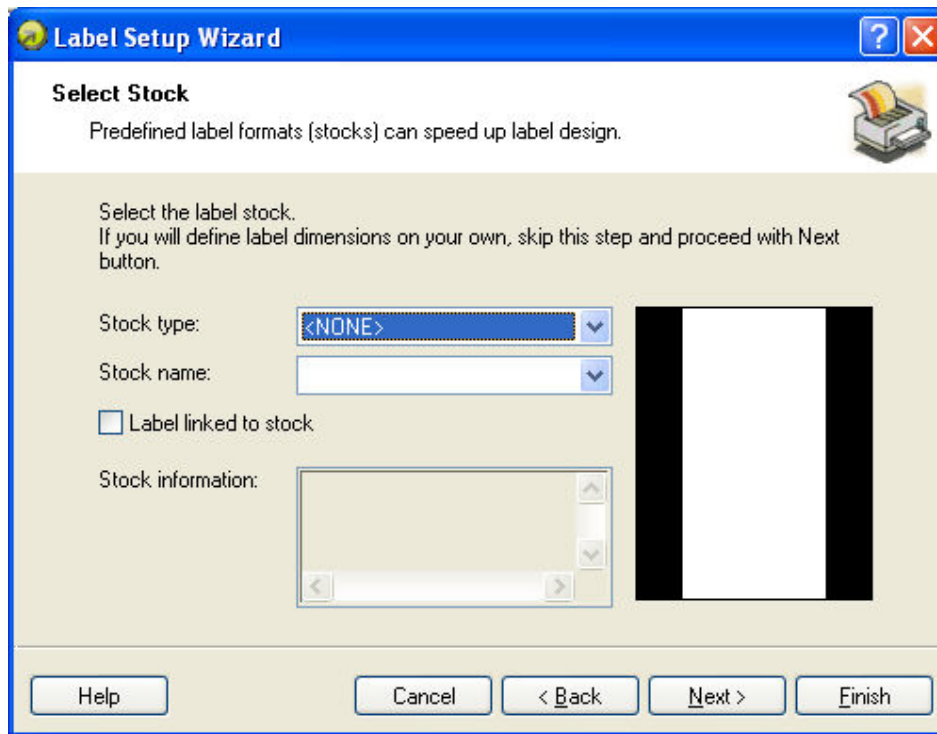 Label Setup Wizard
Select Stock
Predefined label formats (stocks) can speed up label design.
Select the label stock.
If you will define label dimensions on your own, skip this step and proceed with Next
button.
Stock type:
<NONE>
Stock name:
Label linked to stock
Stock information:
Help
Cancel
< Back
Next >
Finish